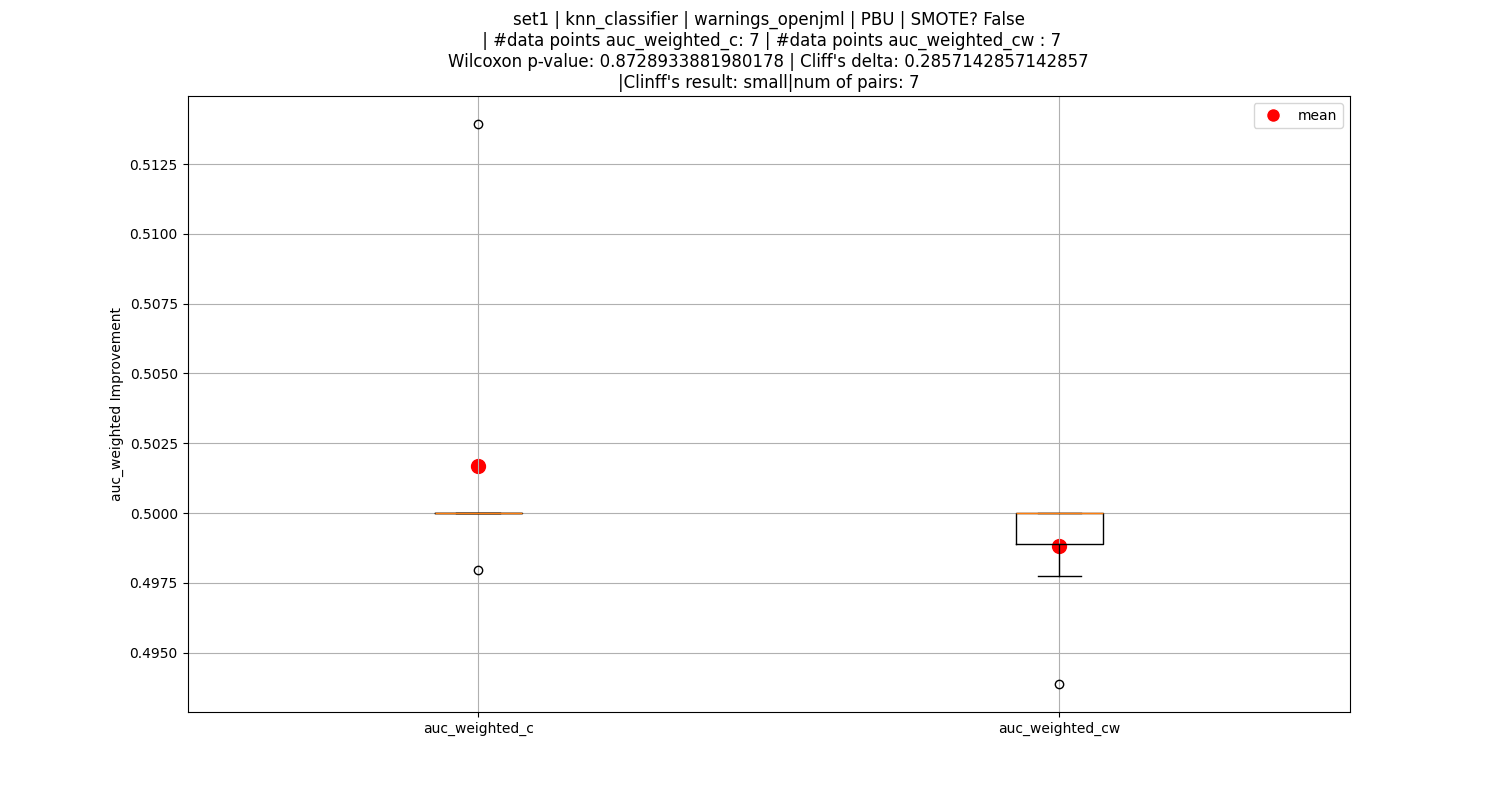 set1 | knn_classifier | warnings_openjml | PBU | SMOTE? False
| #data points auc_weighted_c: 7 | #data points auc_weighted_cw : 7
Wilcoxon p-value: 0.8728933881980178 | Cliff's delta: 0.2857142857142857
|Clinff's result: small|num of pairs: 7
mean
0.5125
0.5100
0.5075
0.5050
0.5025
0.5000
0.4975
0.4950
auc_weighted Improvement
auc_weighted_c
auc_weighted_cw